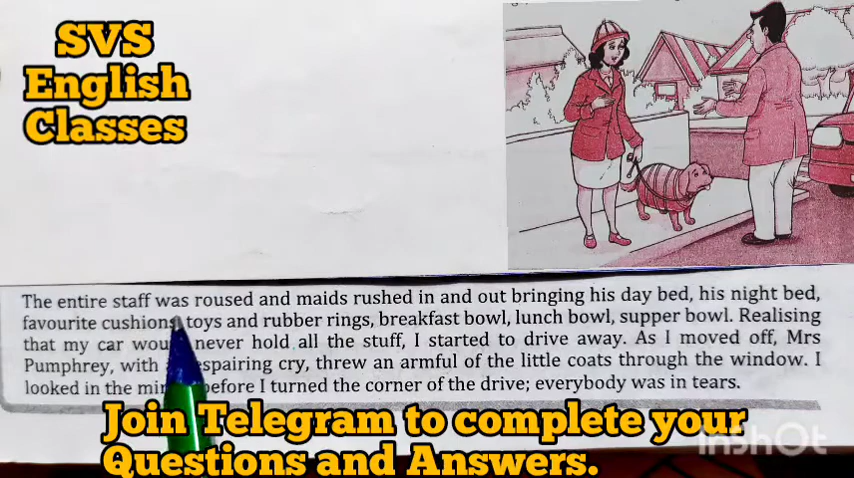 SVS
English
Classes
The entire staff was roused and maids rushed in and out bringing his day bed, his night bed,
favourite cushions toys and rubber rings, breakfast bowl, lunch bowl, supper bowl. Realising
that my car never hold all the stuff, I started to drive away. As I moved off, Mrs
Pumphrey, with cry, threw an armful of the little coats through the window. I
looked in the before I turned the corner of the drive; everybody was in tears.
Join Telegram to complete your
Questions and Answers.
InShOt